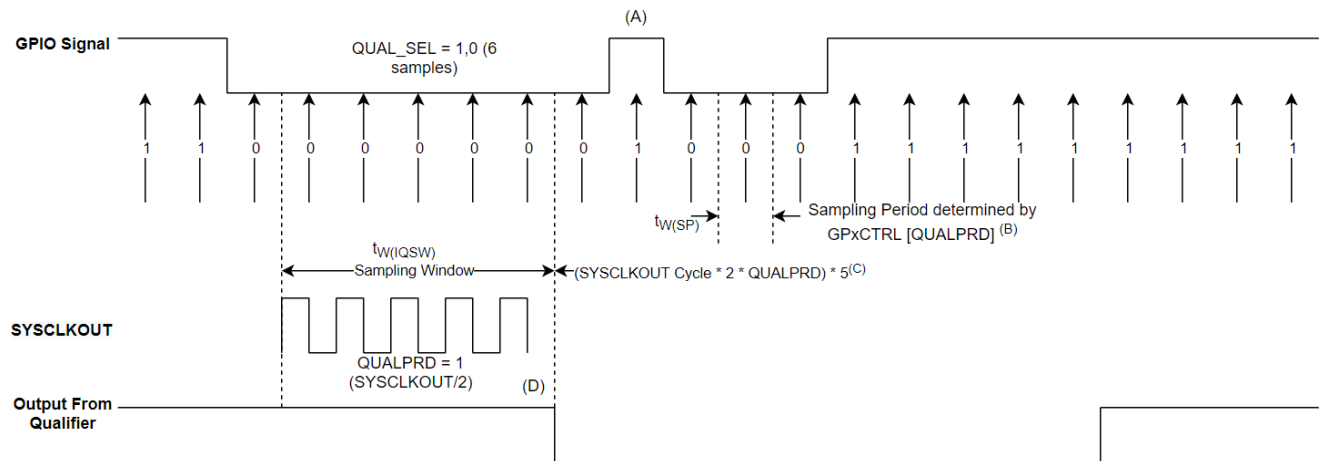 (A)
GPIO Signal
QUAL_SEL = 1,0 (6
samples)
1 1 0 0 0 0 0 0 0 1 0 0 0 1 1 1 1 1 1 1 1 1
tW(SP)
Sampling Period determined by
GPxCTRL [QUALPRD] (B)
tW(IQSW)
Sampling Window
(SYSCLKOUT Cycle * 2 * QUALPRD) * 5(C)
SYSCLKOUT
QUALPRD = 1
(SYSCLKOUT/2)
(D)
Output From
Qualifier